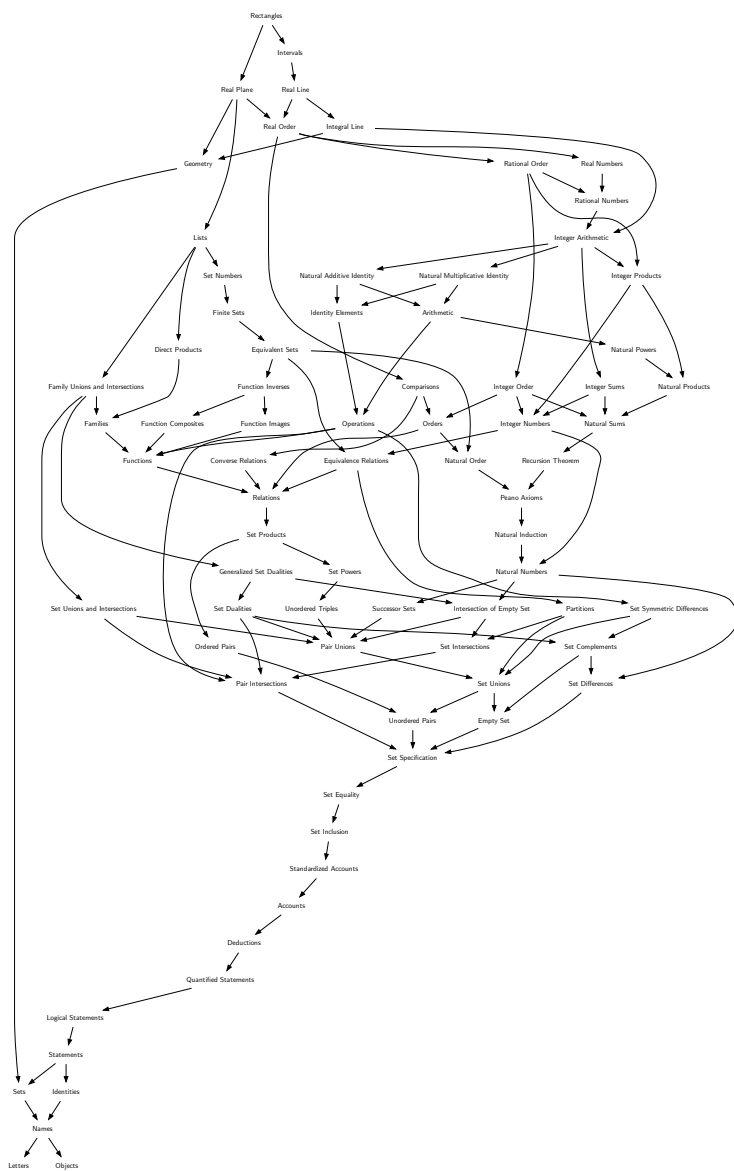 Rectangles
Intervals
Real Plane
Real Line
Real Order
Integral Line
Geometry
Rational Order
Real Numbers
Rational Numbers
Lists
Integer Arithmetic
Set Numbers
Natural Additive Identity
Natural Multiplicative Identity
Integer Products
Finite Sets
Identity Elements
Arithmetic
Direct Products
Equivalent Sets
Natural Powers
Family Unions and Intersections
Function Inverses
Comparisons
Integer Order
Integer Sums
Natural Products
Families
Function Composites
Function Images
Operations
Orders
Integer Numbers
Natural Sums
Functions
Converse Relations
Equivalence Relations
Natural Order
Recursion Theorem
Relations
Peano Axioms
Set Products
Natural Induction
Generalized Set Dualities
Set Powers
Natural Numbers
Set Unions and Intersections
Set Dualities
Unordered Triples
Successor Sets
Intersection of Empty Set
Partitions
Set Symmetric Differences
Ordered Pairs
Pair Unions
Set Intersections
Set Complements
Pair Intersections
Set Unions
Set Differences
Unordered Pairs
Empty Set
Set Specification
Set Equality
Set Inclusion
Standardized Accounts
Accounts
Deductions
Quantified Statements
Logical Statements
Statements
Sets
Identities
Names
Letters
Objects